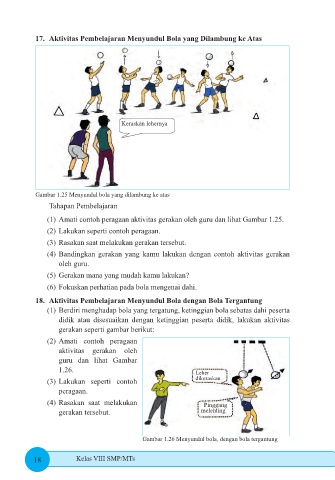 17. Aktivitas Pembelajaran Menyundul Bola yang Dilambung ke Atas
Keraskan lehernya
Gambar 1.25 Menyundul bola yang dilambung ke atas
Tahapan Pembelajaran
(1) Amati contoh peragaan aktivitas gerakan oleh guru dan lihat Gambar 1.25.
(2) Lakukan seperti contoh peragaan.
(3) Rasakan saat melakukan gerakan tersebut.
(4) Bandingkan gerakan yang kamu lakukan dengan contoh aktivitas gerakan
oleh guru.
(5) Gerakan mana yang mudah kamu lakukan?
(6) Fokuskan perhatian pada bola mengenai dahi.
18. Aktivitas Pembelajaran Menyundul Bola dengan Bola Tergantung
(1) Berdiri menghadap bola yang tergatung, ketinggian bola sebatas dahi peserta
didik atau disesuaikan dengan ketinggian peserta didik, lakukan aktivitas
gerakan seperti gambar berikut:
(2) Amati contoh peragaan
aktivitas gerakan oleh
guru dan lihat Gambar
1.26.
(3) Lakukan seperti contoh
peragaan.
(4) Rasakan saat melakukan
gerakan tersebut.
Leher
dikeraskan
Pinggang
melenting
Gambar 1.26 Menyundul bola, dengan bola tergantung
18 Kelas VIII SMP/MTs